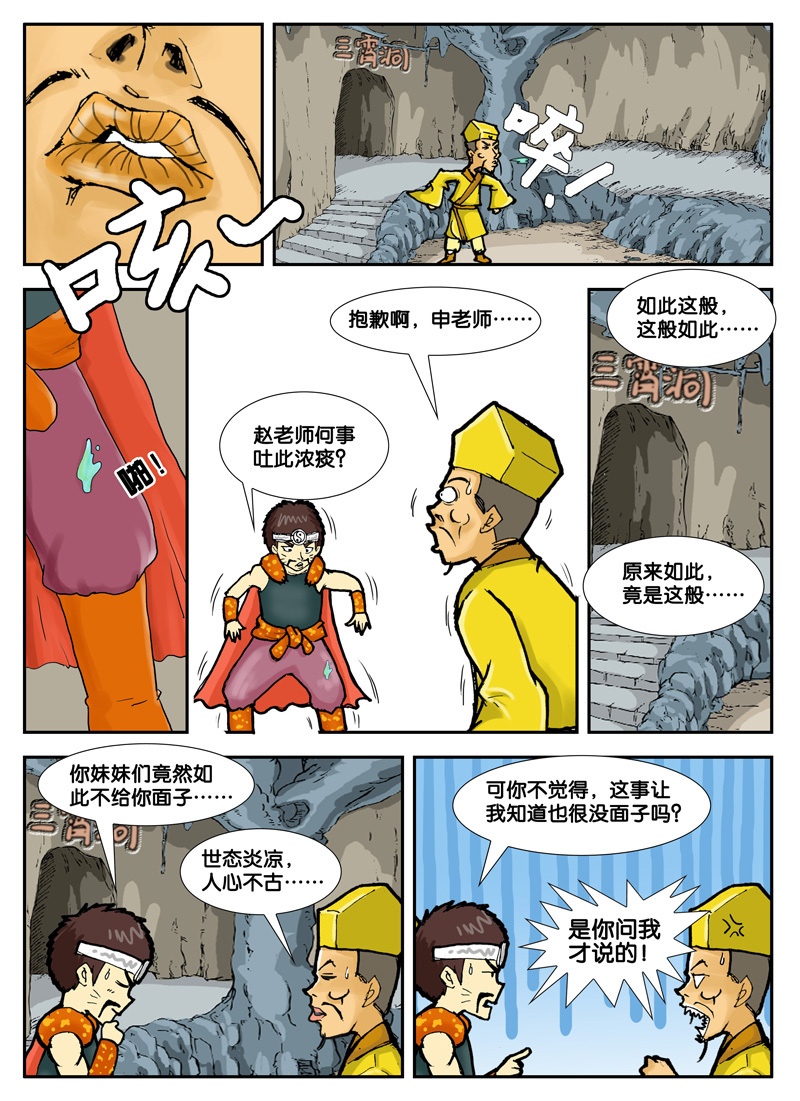 三霄洞
咳
唉！
啪！
抱歉啊，申老师……
赵老师何事
吐此浓痰？
如此这般，
这般如此……
三霄洞
原来如此，
竟是这般……
你妹妹们竟然如
此不给你面子……
三霄洞
世态炎凉，
人心不古……
可你不觉得，这事让
我知道也很没面子吗？
是你问我
才说的！